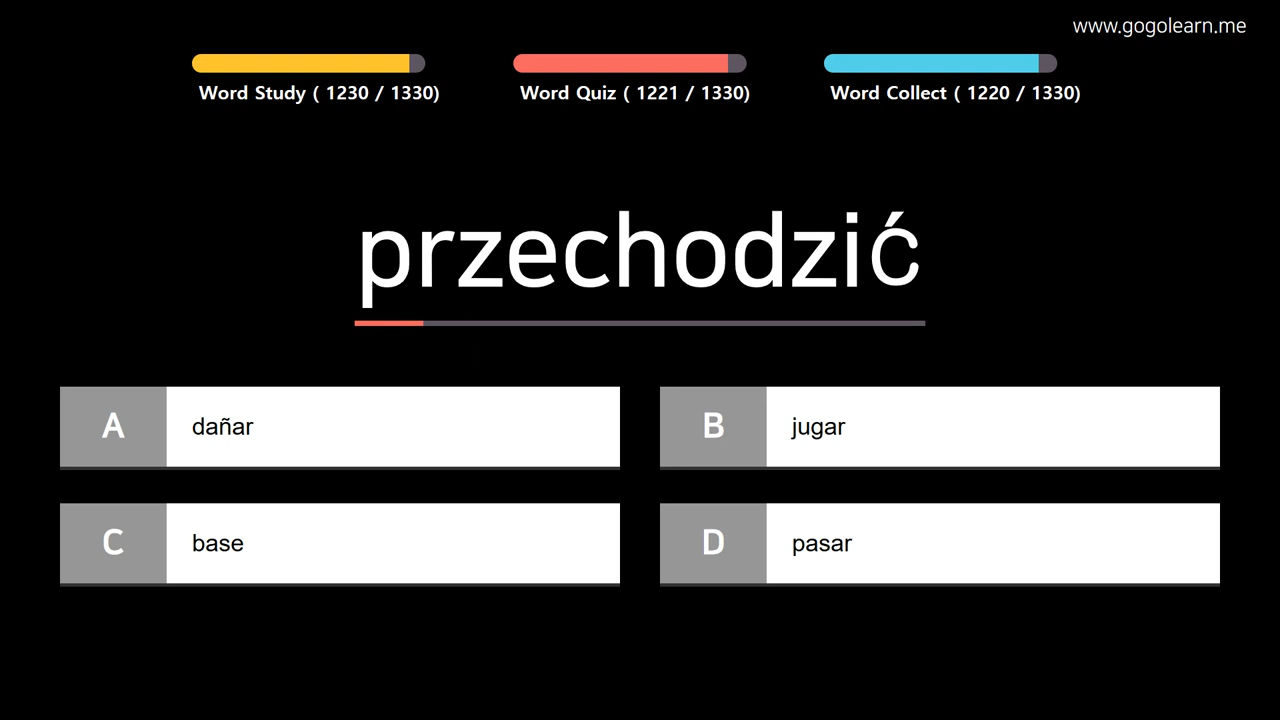 www.gogolearn.me
Word Study ( 1230 / 1330)
Word Quiz ( 1221 / 1330)
Word Collect ( 1220 / 1330)
przechodzić
A dañar
B jugar
C base
D pasar